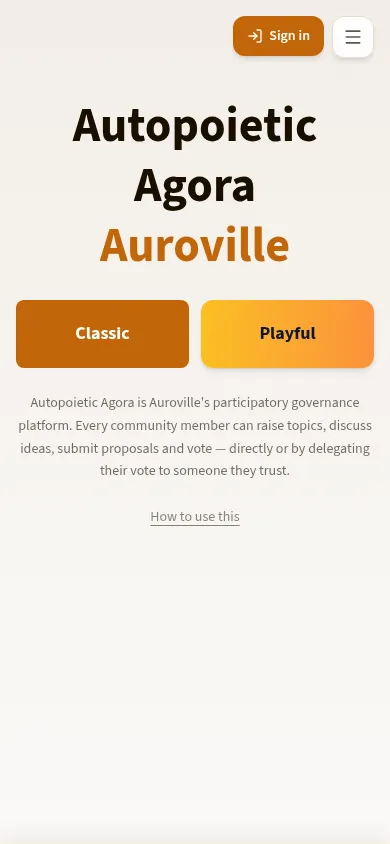 Sign in
Autopoietic
Agora
Auroville
Classic
Playful
Autopoietic Agora is Auroville's participatory governance
platform. Every community member can raise topics, discuss
ideas, submit proposals and vote — directly or by delegating
their vote to someone they trust.
How to use this